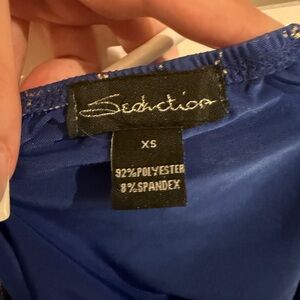 Seduction
XS
92%POLYESTER
8%SPANDEX